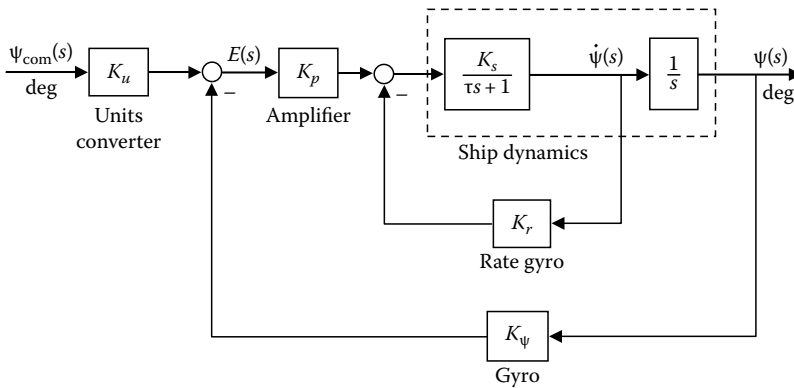 ψcom(s)
deg
Ku
Units
converter
E(s)
−
Kp
Amplifier
−
Ks
τs + 1
ψ̇(s)
1
s
ψ(s)
deg
Ship dynamics
Kr
Rate gyro
Kψ
Gyro